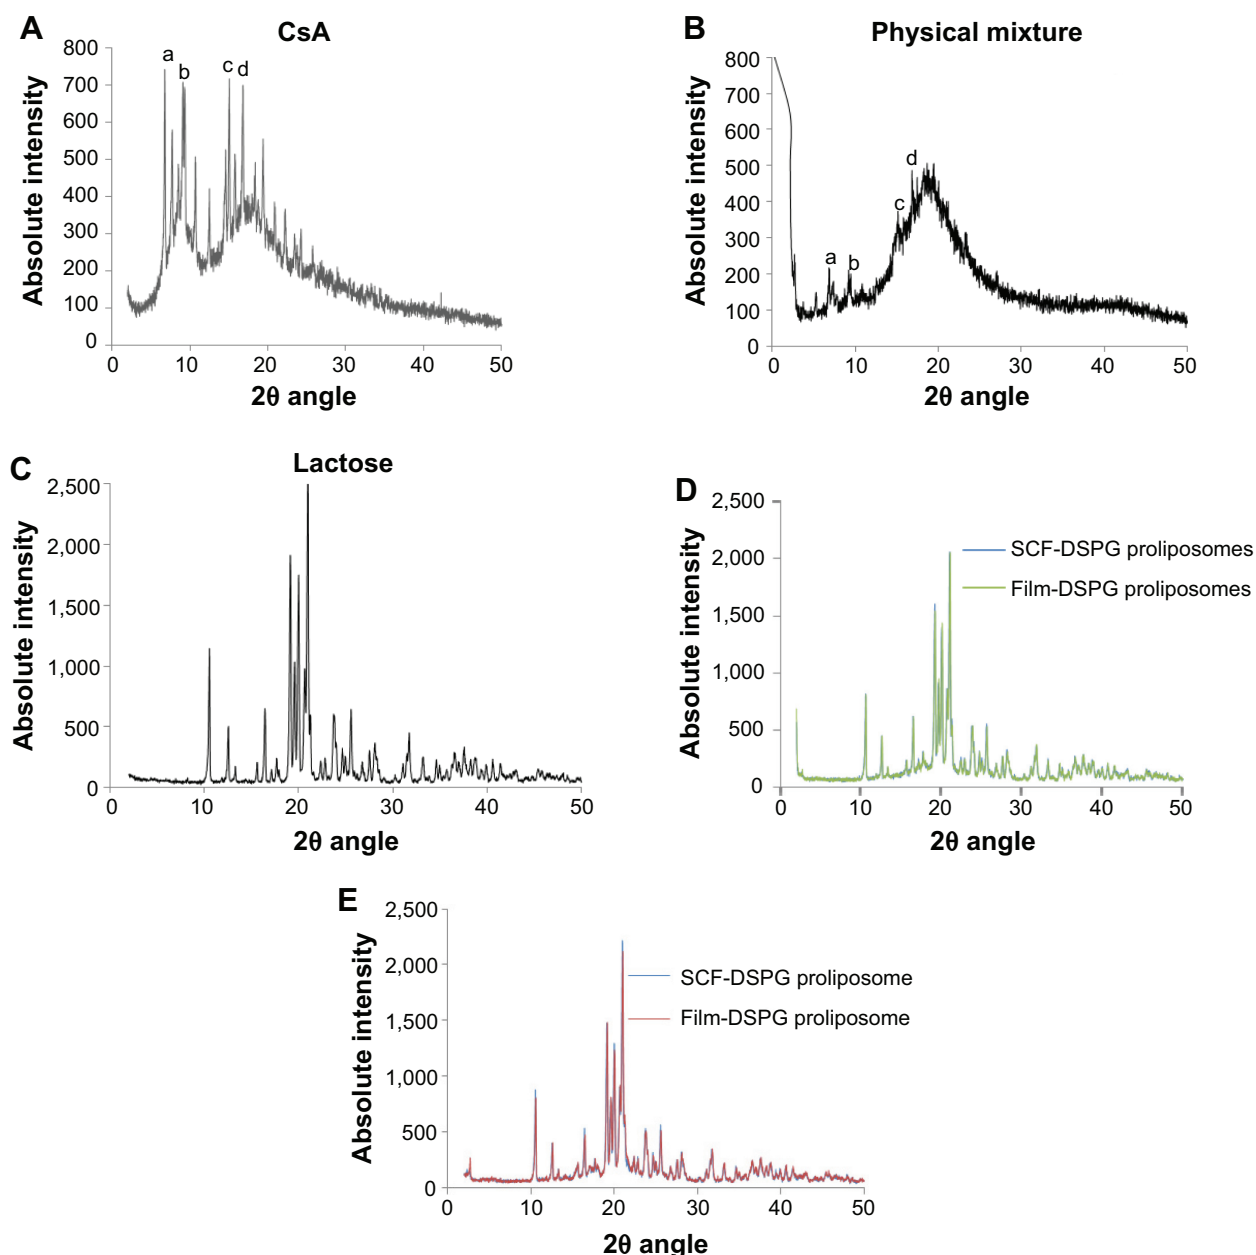 A
CsA
Absolute intensity
800
700
600
500
400
300
200
100
0
a
b
c
d
0 10 20 30 40 50
2θ angle
B
Physical mixture
Absolute intensity
800
700
600
500
400
300
200
100
0
a
b
c
d
0 10 20 30 40 50
2θ angle
C
Lactose
Absolute intensity
2,500
2,000
1,500
1,000
500
0
0 10 20 30 40 50
2θ angle
D
Absolute intensity
2,500
2,000
1,500
1,000
500
0
SCF-DSPG proliposomes
Film-DSPG proliposomes
0 10 20 30 40 50
2θ angle
E
Absolute intensity
2,500
2,000
1,500
1,000
500
0
SCF-DSPG proliposome
Film-DSPG proliposome
0 10 20 30 40 50
2θ angle